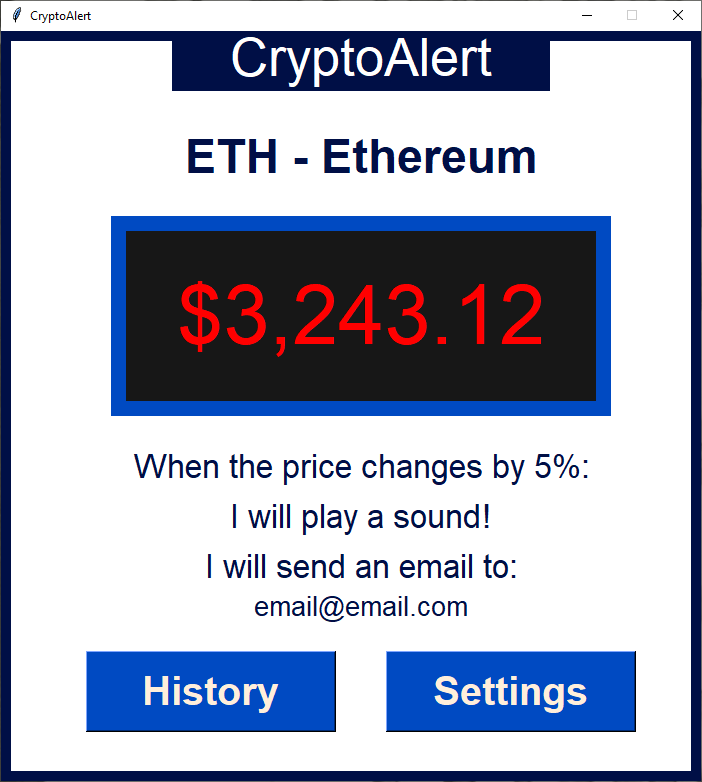 CryptoAlert
CryptoAlert
ETH - Ethereum
$3,243.12
When the price changes by 5%:
I will play a sound!
I will send an email to:
email@email.com
History
Settings